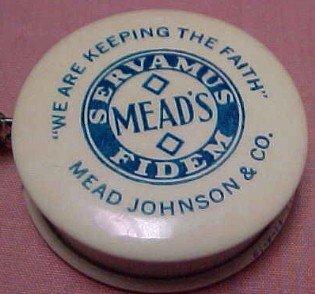 "WE ARE KEEPING THE FAITH"
SERVAMUS
MEAD'S
FIDEM
MEAD JOHNSON & CO.